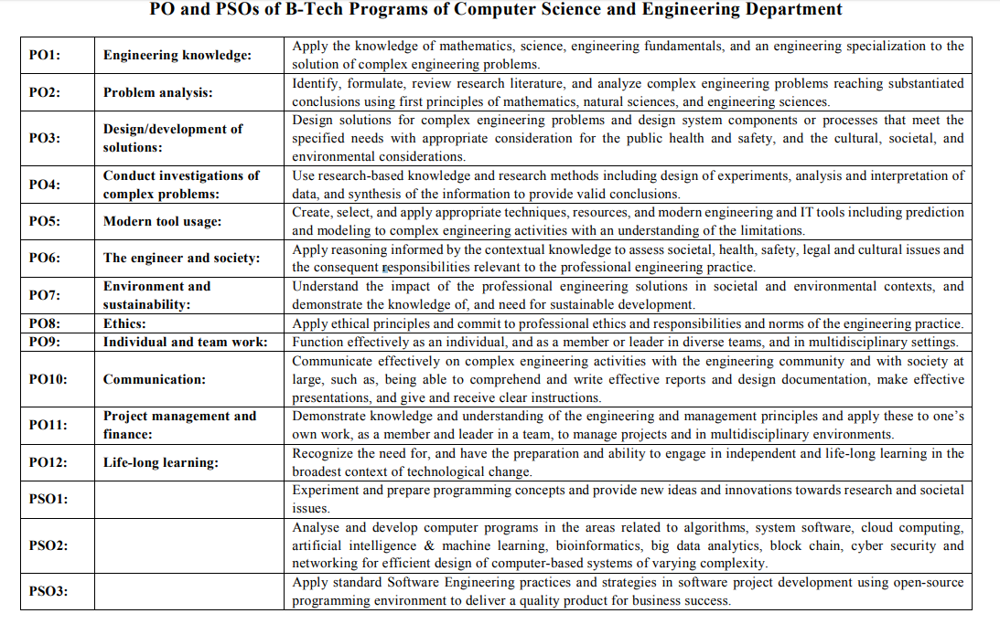 PO and PSOs of B-Tech Programs of Computer Science and Engineering Department
PO1: Engineering knowledge: Apply the knowledge of mathematics, science, engineering fundamentals, and an engineering specialization to the
solution of complex engineering problems.
PO2: Problem analysis: Identify, formulate, review research literature, and analyze complex engineering problems reaching substantiated
conclusions using first principles of mathematics, natural sciences, and engineering sciences.
PO3: Design/development of
solutions: Design solutions for complex engineering problems and design system components or processes that meet the
specified needs with appropriate consideration for the public health and safety, and the cultural, societal, and
environmental considerations.
PO4: Conduct investigations of
complex problems: Use research-based knowledge and research methods including design of experiments, analysis and interpretation of
data, and synthesis of the information to provide valid conclusions.
PO5: Modern tool usage: Create, select, and apply appropriate techniques, resources, and modern engineering and IT tools including prediction
and modeling to complex engineering activities with an understanding of the limitations.
PO6: The engineer and society: Apply reasoning informed by the contextual knowledge to assess societal, health, safety, legal and cultural issues and
the consequent responsibilities relevant to the professional engineering practice.
PO7: Environment and
sustainability: Understand the impact of the professional engineering solutions in societal and environmental contexts, and
demonstrate the knowledge of, and need for sustainable development.
PO8: Ethics: Apply ethical principles and commit to professional ethics and responsibilities and norms of the engineering practice.
PO9: Individual and team work: Function effectively as an individual, and as a member or leader in diverse teams, and in multidisciplinary settings.
PO10: Communication: Communicate effectively on complex engineering activities with the engineering community and with society at
large, such as, being able to comprehend and write effective reports and design documentation, make effective
presentations, and give and receive clear instructions.
PO11: Project management and
finance: Demonstrate knowledge and understanding of the engineering and management principles and apply these to one's
own work, as a member and leader in a team, to manage projects and in multidisciplinary environments.
PO12: Life-long learning: Recognize the need for, and have the preparation and ability to engage in independent and life-long learning in the
broadest context of technological change.
PSO1: Experiment and prepare programming concepts and provide new ideas and innovations towards research and societal
issues.
PSO2: Analyse and develop computer programs in the areas related to algorithms, system software, cloud computing,
artificial intelligence & machine learning, bioinformatics, big data analytics, block chain, cyber security and
networking for efficient design of computer-based systems of varying complexity.
PSO3: Apply standard Software Engineering practices and strategies in software project development using open-source
programming environment to deliver a quality product for business success.